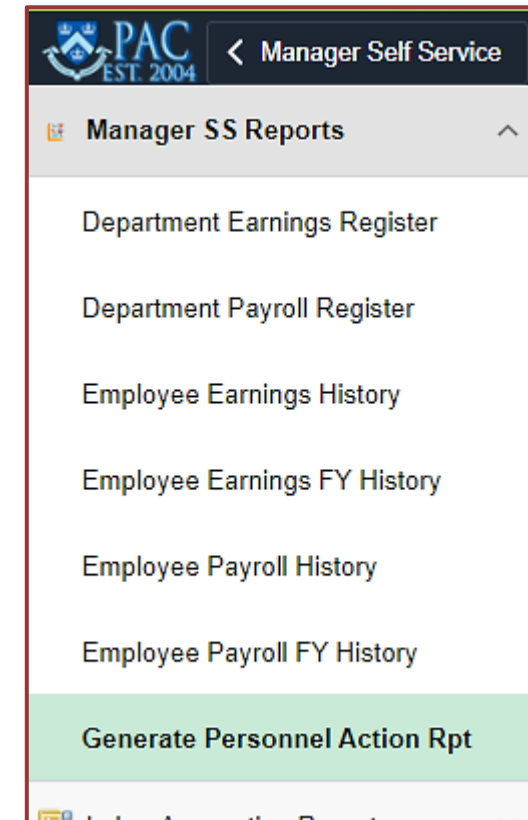 PAC
EST. 2004
Manager Self Service
Manager SS Reports
Department Earnings Register
Department Payroll Register
Employee Earnings History
Employee Earnings FY History
Employee Payroll History
Employee Payroll FY History
Generate Personnel Action Rpt